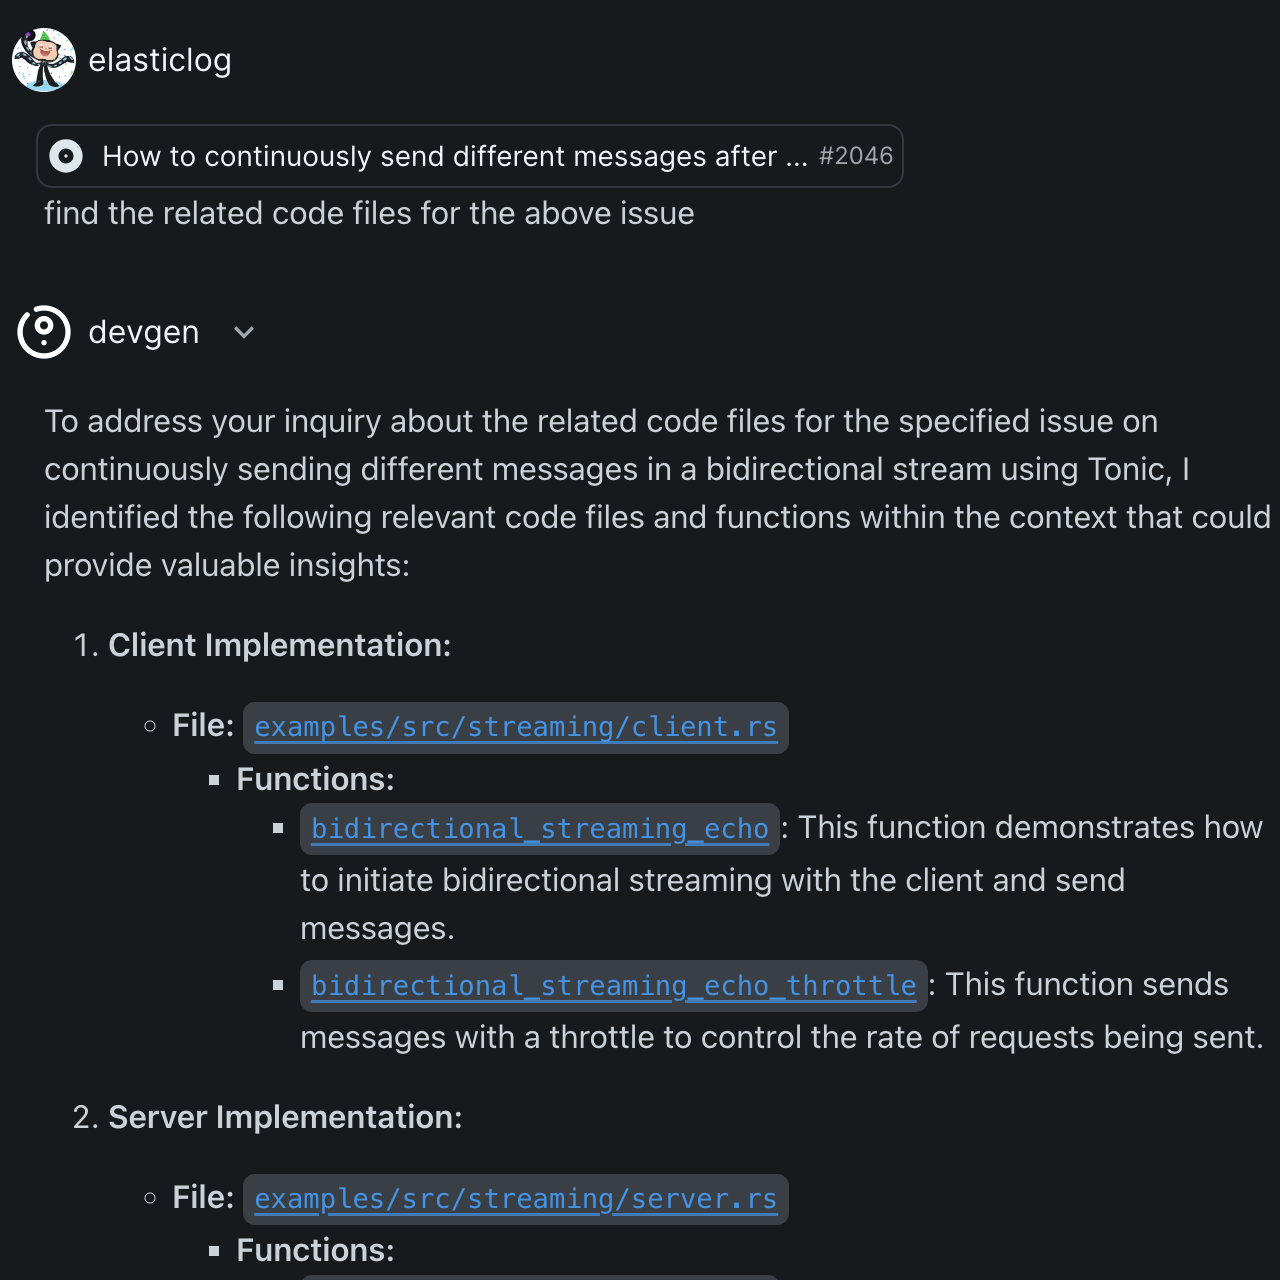 elasticlog
How to continuously send different messages after ... #2046
find the related code files for the above issue
devgen
To address your inquiry about the related code files for the specified issue on
continuously sending different messages in a bidirectional stream using Tonic, I
identified the following relevant code files and functions within the context that could
provide valuable insights:
1. Client Implementation:
File: examples/src/streaming/client.rs
Functions:
bidirectional_streaming_echo: This function demonstrates how
to initiate bidirectional streaming with the client and send
messages.
bidirectional_streaming_echo_throttle: This function sends
messages with a throttle to control the rate of requests being sent.
2. Server Implementation:
File: examples/src/streaming/server.rs
Functions: